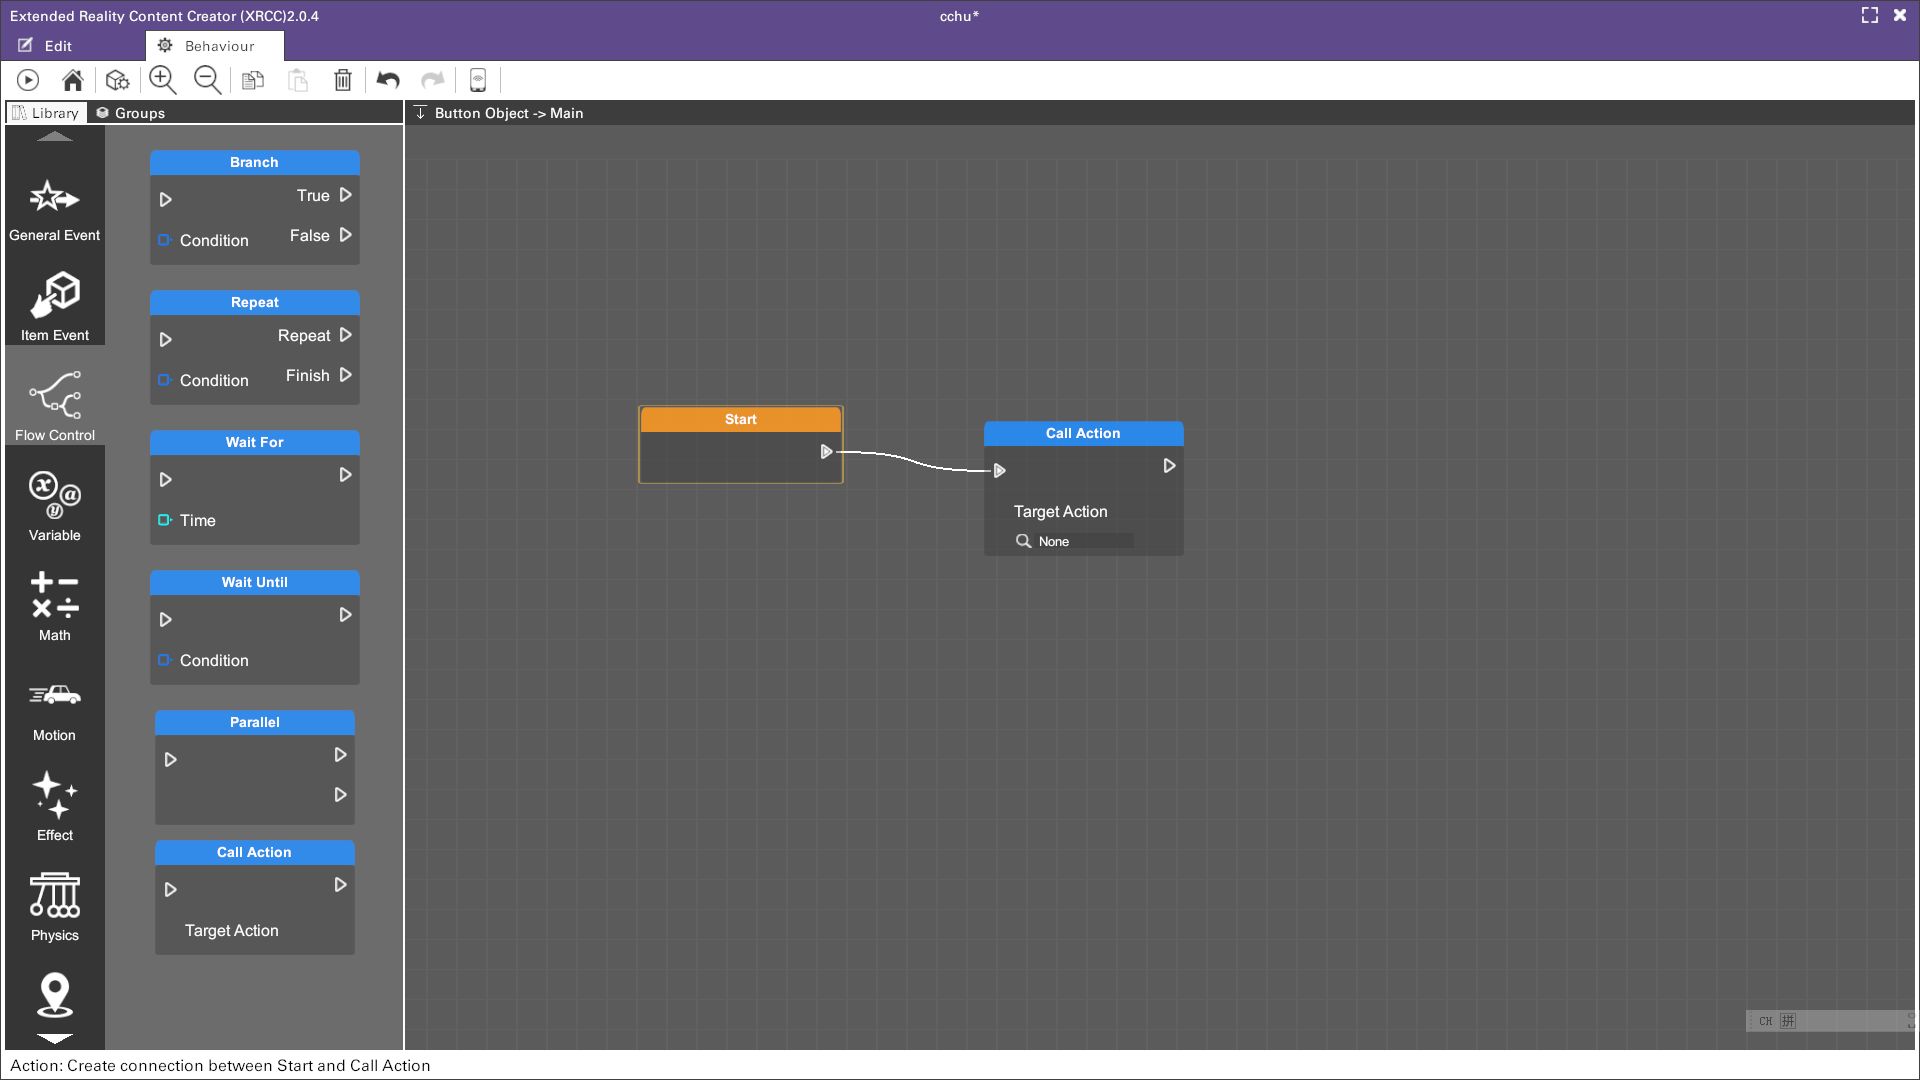 Extended Reality Content Creator (XRCC)2.0.4
cchu*
Edit
Behaviour
Library
Groups
Button Object -> Main
General Event
Item Event
Flow Control
Variable
Math
Motion
Effect
Physics
Branch
True
Condition
False
Repeat
Repeat
Condition
Finish
Wait For
Time
Wait Until
Condition
Parallel
Call Action
Target Action
Start
Call Action
Target Action
None
CH 拼
Action: Create connection between Start and Call Action